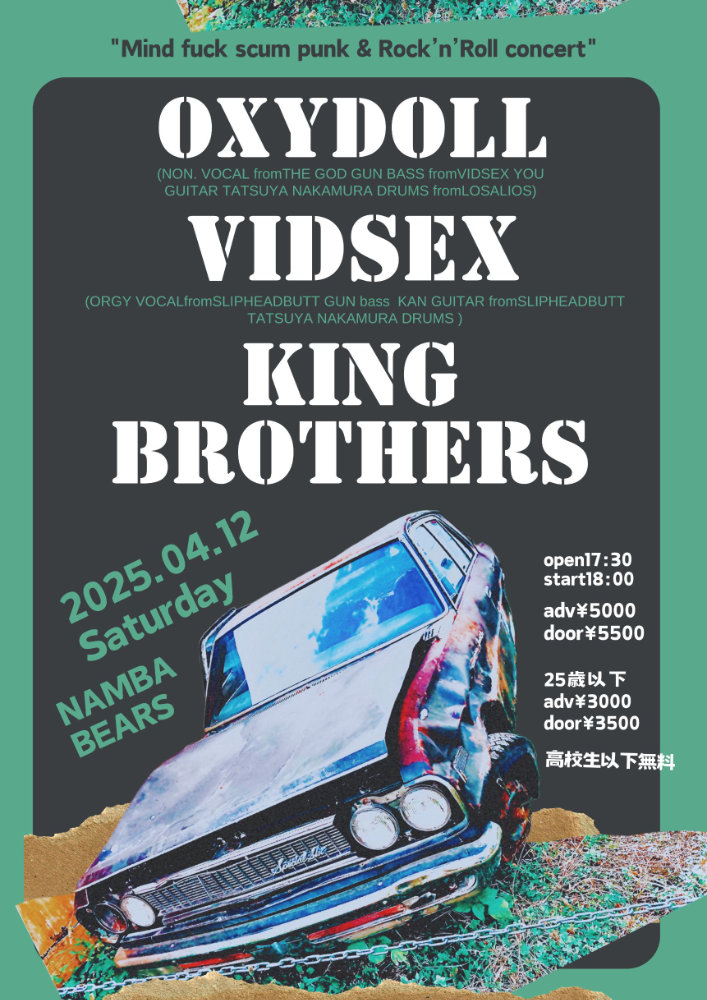 "Mind fuck scum punk & Rock'n'Roll concert"
OXYDOLL
(NON. VOCAL fromTHE GOD GUN BASS fromVIDSEX YOU
GUITAR TATSUYA NAKAMURA DRUMS fromLOSALIOS)
VIDSEX
(ORGY VOCALfromSLIPHEADBUTT GUN bass KAN GUITAR fromSLIPHEADBUTT
TATSUYA NAKAMURA DRUMS )
KING
BROTHERS
2025.04.12
Saturday
NAMBA
BEARS
open17:30
start18:00
adv¥5000
door¥5500
25歳以下
adv¥3000
door¥3500
高校生以下無料